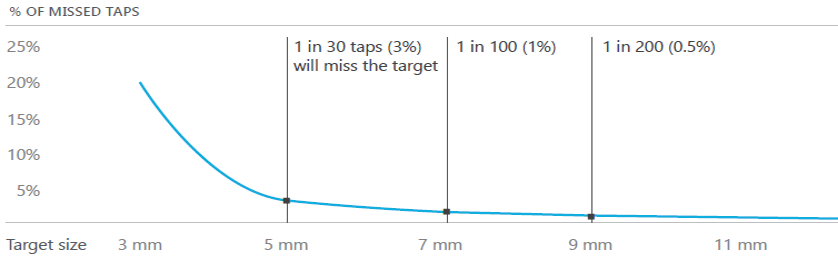 % OF MISSED TAPS
25%
1 in 30 taps (3%)
will miss the target
1 in 100 (1%)
1 in 200 (0.5%)
20%
15%
10%
5%
Target size 3 mm 5 mm 7 mm 9 mm 11 mm